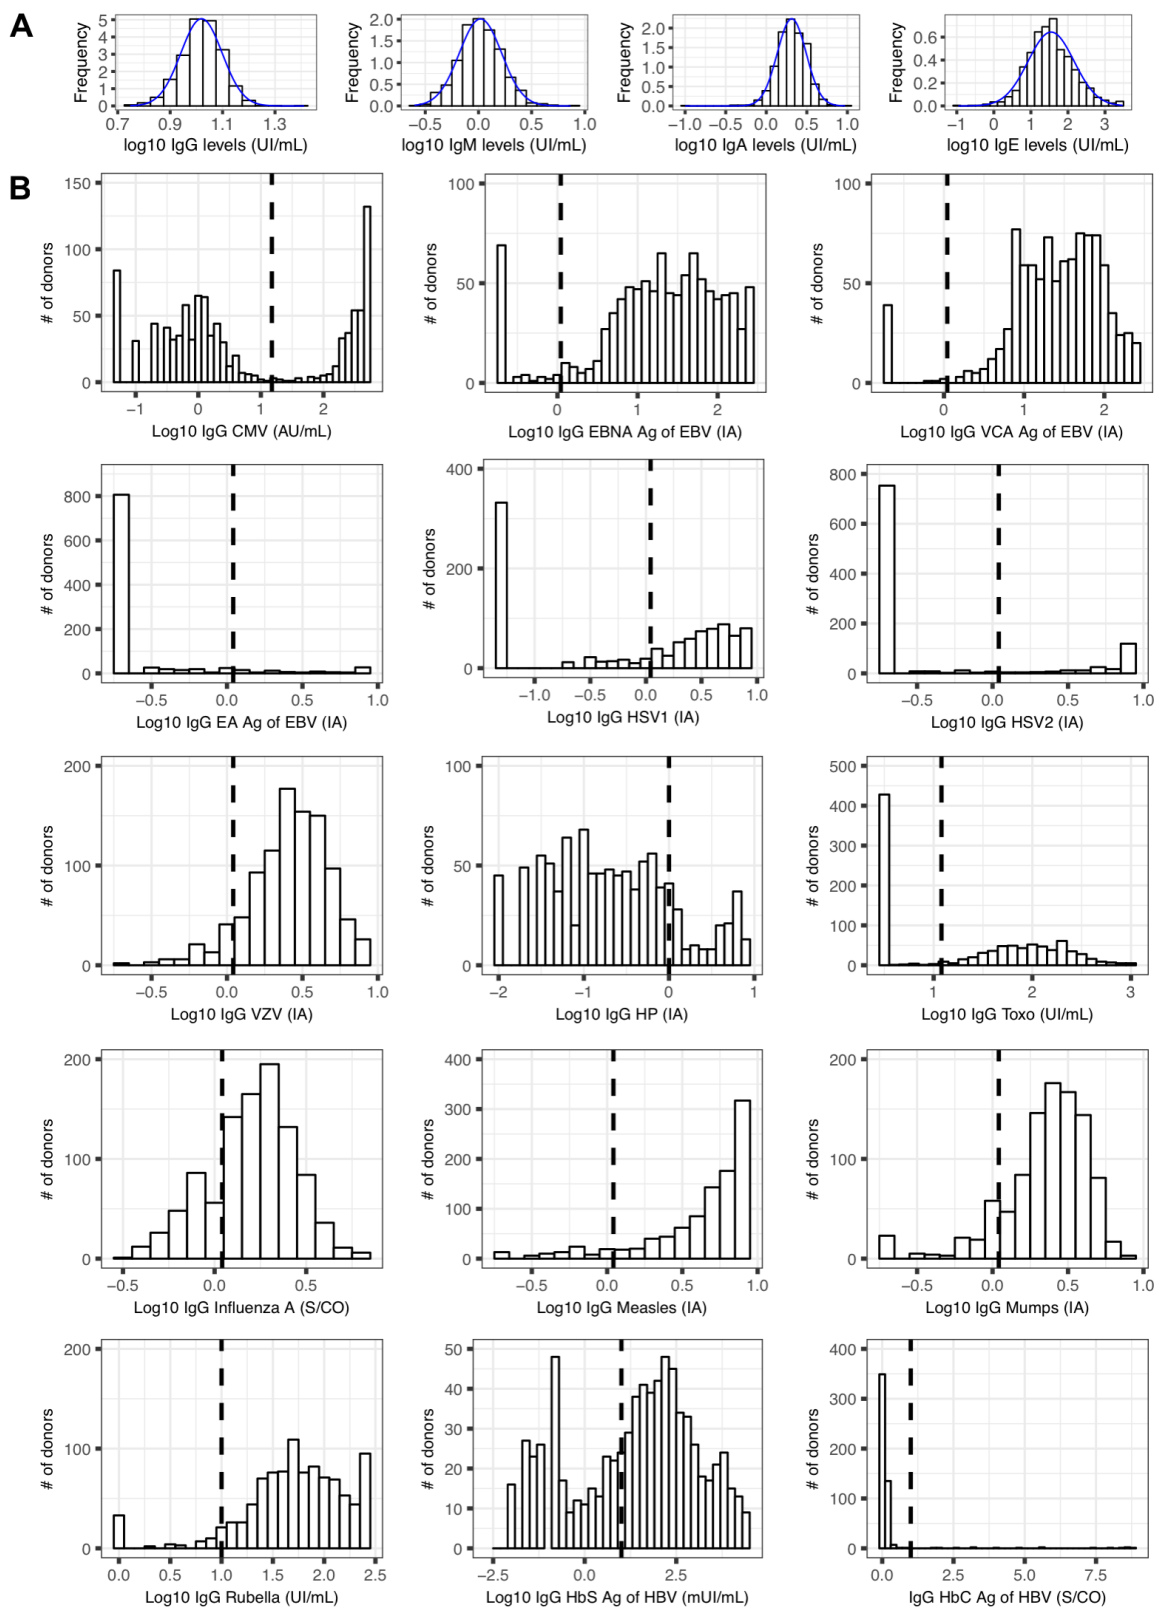 A
Frequency
5
4
3
2
1
0
0.7 0.9 1.1 1.3
log10 IgG levels (UI/mL)
Frequency
2.0
1.5
1.0
0.5
0.0
−0.5 0.0 0.5 1.0
log10 IgM levels (UI/mL)
Frequency
2.0
1.5
1.0
0.5
0.0
−1.0 −0.5 0.0 0.5 1.0
log10 IgA levels (UI/mL)
Frequency
0.6
0.4
0.2
0.0
−1 0 1 2 3
log10 IgE levels (UI/mL)
B
# of donors
150
100
50
0
−1 0 1 2
Log10 IgG CMV (AU/mL)
# of donors
100
50
0
0 1 2
Log10 IgG EBNA Ag of EBV (IA)
# of donors
100
50
0
0 1 2
Log10 IgG VCA Ag of EBV (IA)
# of donors
800
600
400
200
0
−0.5 0.0 0.5 1.0
Log10 IgG EA Ag of EBV (IA)
# of donors
400
200
0
−1.0 −0.5 0.0 0.5 1.0
Log10 IgG HSV1 (IA)
# of donors
800
600
400
200
0
−0.5 0.0 0.5 1.0
Log10 IgG HSV2 (IA)
# of donors
200
100
0
−0.5 0.0 0.5 1.0
Log10 IgG VZV (IA)
# of donors
100
50
0
−2 −1 0 1
Log10 IgG HP (IA)
# of donors
500
400
300
200
100
0
1 2 3
Log10 IgG Toxo (UI/mL)
# of donors
200
100
0
−0.5 0.0 0.5
Log10 IgG Influenza A (S/CO)
# of donors
400
300
200
100
0
−0.5 0.0 0.5 1.0
Log10 IgG Measles (IA)
# of donors
200
100
0
−0.5 0.0 0.5 1.0
Log10 IgG Mumps (IA)
# of donors
200
100
0
0.0 0.5 1.0 1.5 2.0 2.5
Log10 IgG Rubella (UI/mL)
# of donors
50
40
30
20
10
0
−2.5 0.0 2.5
Log10 IgG HbS Ag of HBV (mUI/mL)
# of donors
400
300
200
100
0
0.0 2.5 5.0 7.5
IgG HbC Ag of HBV (S/CO)